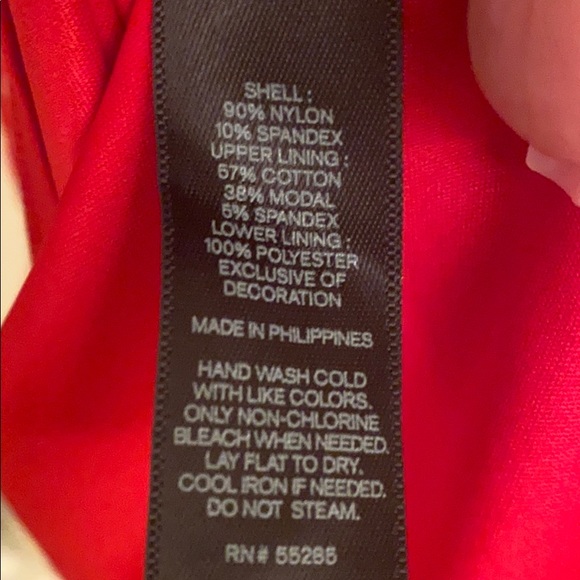 SHELL :
90% NYLON
10% SPANDEX
UPPER LINING :
57% COTTON
38% MODAL
5% SPANDEX
LOWER LINING :
100% POLYESTER
EXCLUSIVE OF
DECORATION
MADE IN PHILIPPINES
HAND WASH COLD
WITH LIKE COLORS.
ONLY NON-CHLORINE
BLEACH WHEN NEEDED.
LAY FLAT TO DRY.
COOL IRON IF NEEDED.
DO NOT STEAM.
RN# 55285